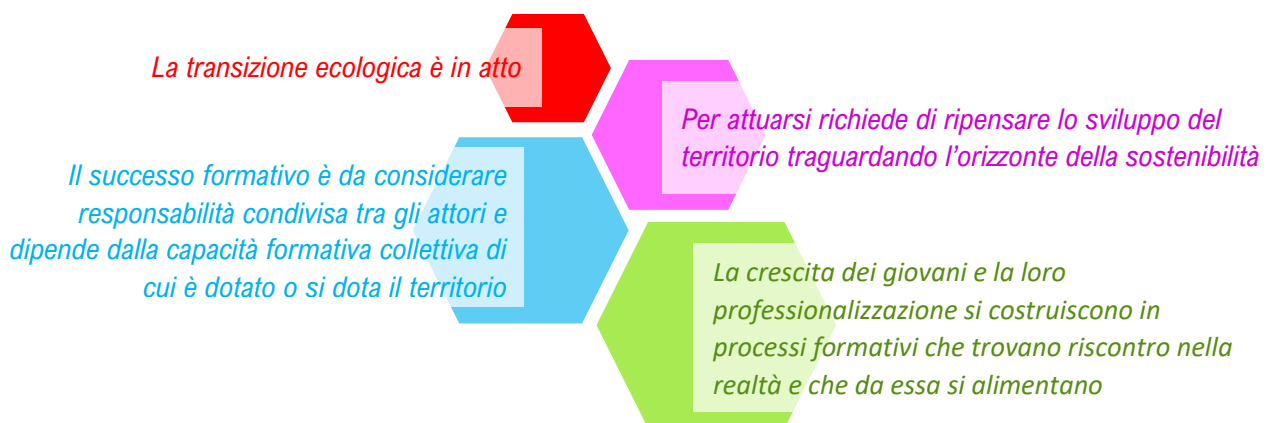 La transizione ecologica è in atto
Per attuarsi richiede di ripensare lo sviluppo del
territorio traguardando l'orizzonte della sostenibilità
Il successo formativo è da considerare
responsabilità condivisa tra gli attori e
dipende dalla capacità formativa collettiva di
cui è dotato o si dota il territorio
La crescita dei giovani e la loro
professionalizzazione si costruiscono in
processi formativi che trovano riscontro nella
realtà e che da essa si alimentano